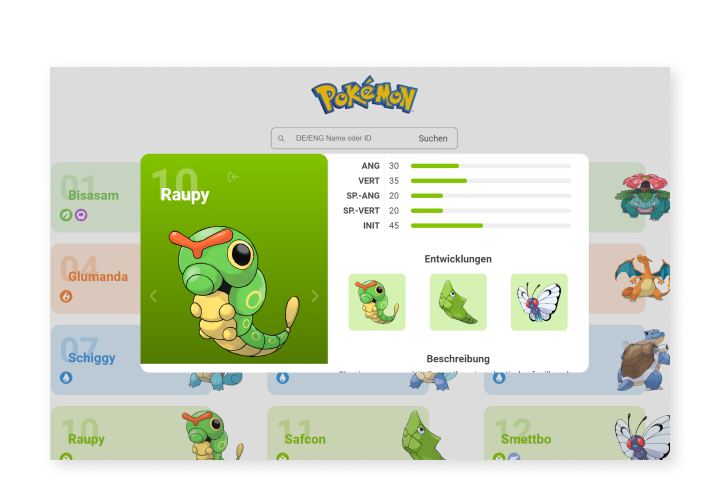 POKéMON
DE/ENG Name oder ID
Suchen
10
Raupy
ANG 30
VERT 35
SP.-ANG 20
SP.-VERT 20
INIT 45
Entwicklungen
Beschreibung
01
Bisasam
04
Glumanda
07
Schiggy
10
Raupy
11
Safcon
12
Smettbo